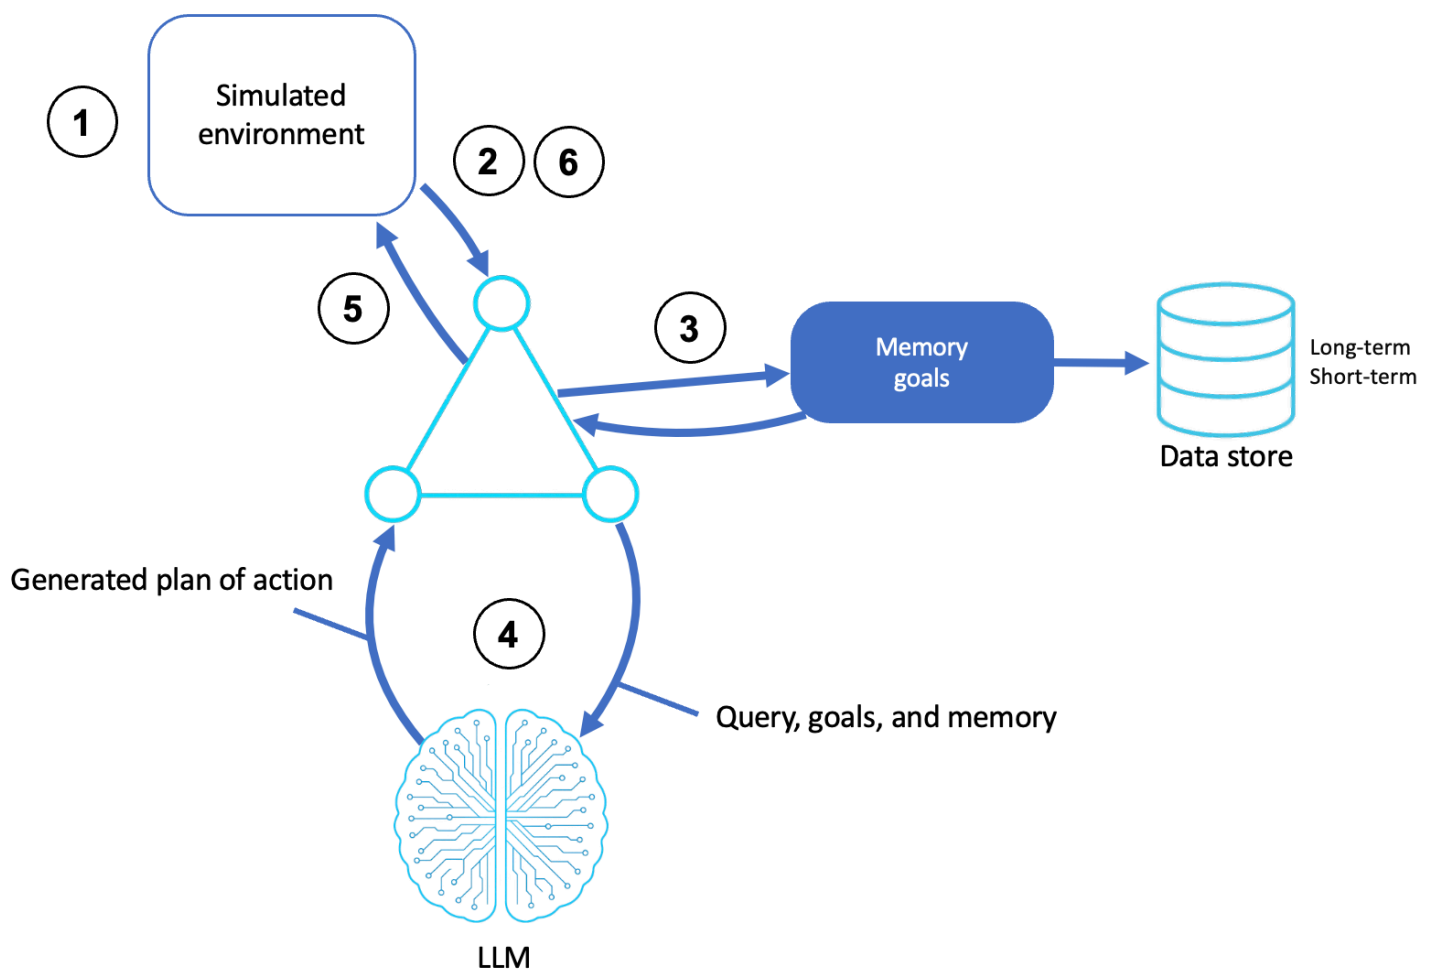 Simulated
environment
1
2
6
5
3
Memory
goals
Long-term
Short-term
Data store
Generated plan of action
4
Query, goals, and memory
LLM